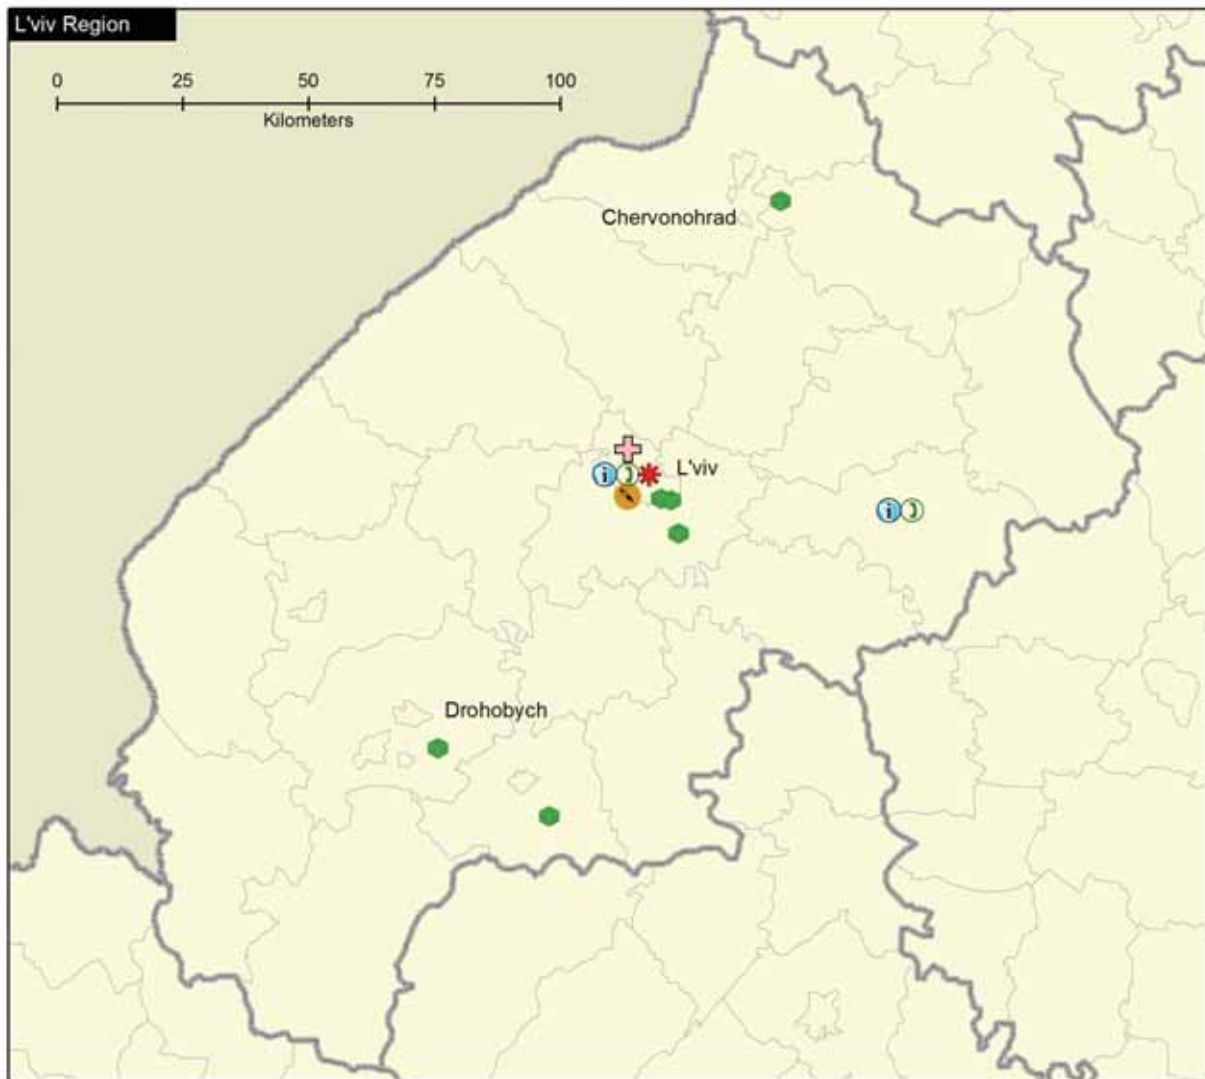 L'viv Region
0 25 50 75 100
Kilometers
Chervonohrad
L'viv
i
i
Drohobych